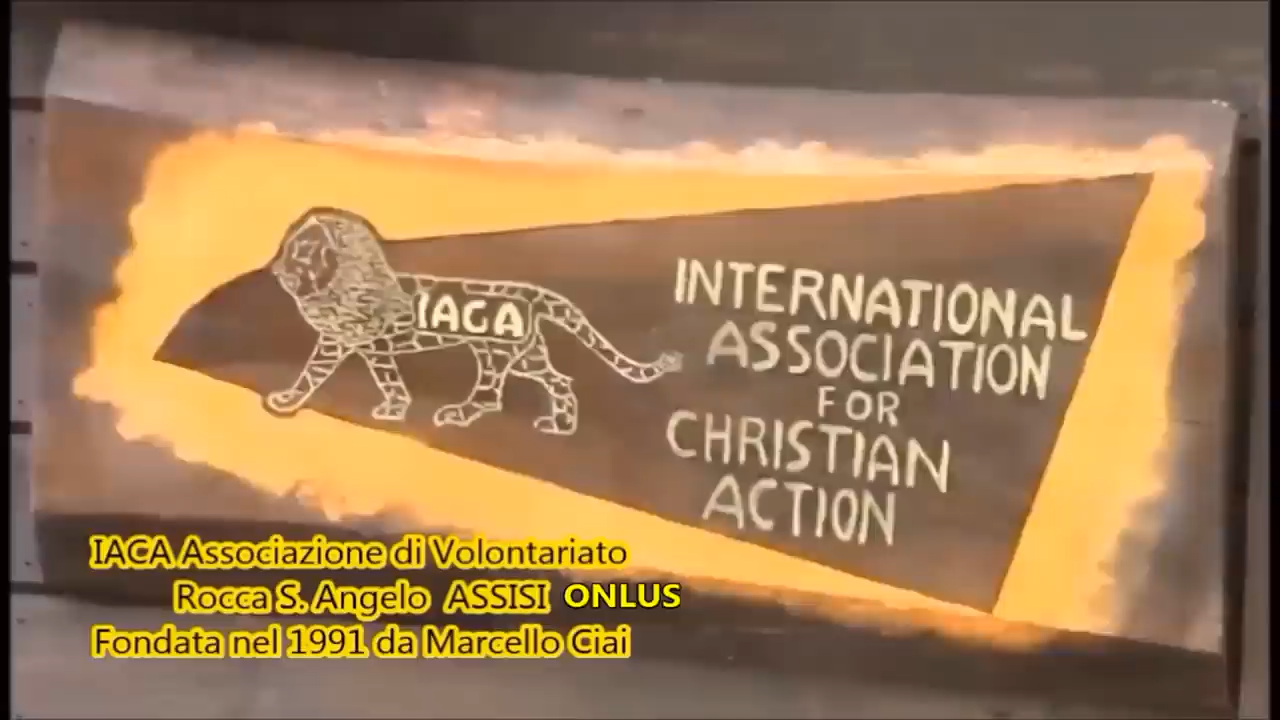 IACA
INTERNATIONAL
ASSOCIATION
FOR
CHRISTIAN
ACTION
IACA Associazione di Volontariato
Rocca S. Angelo ASSISI ONLUS
Fondata nel 1991 da Marcello Ciai